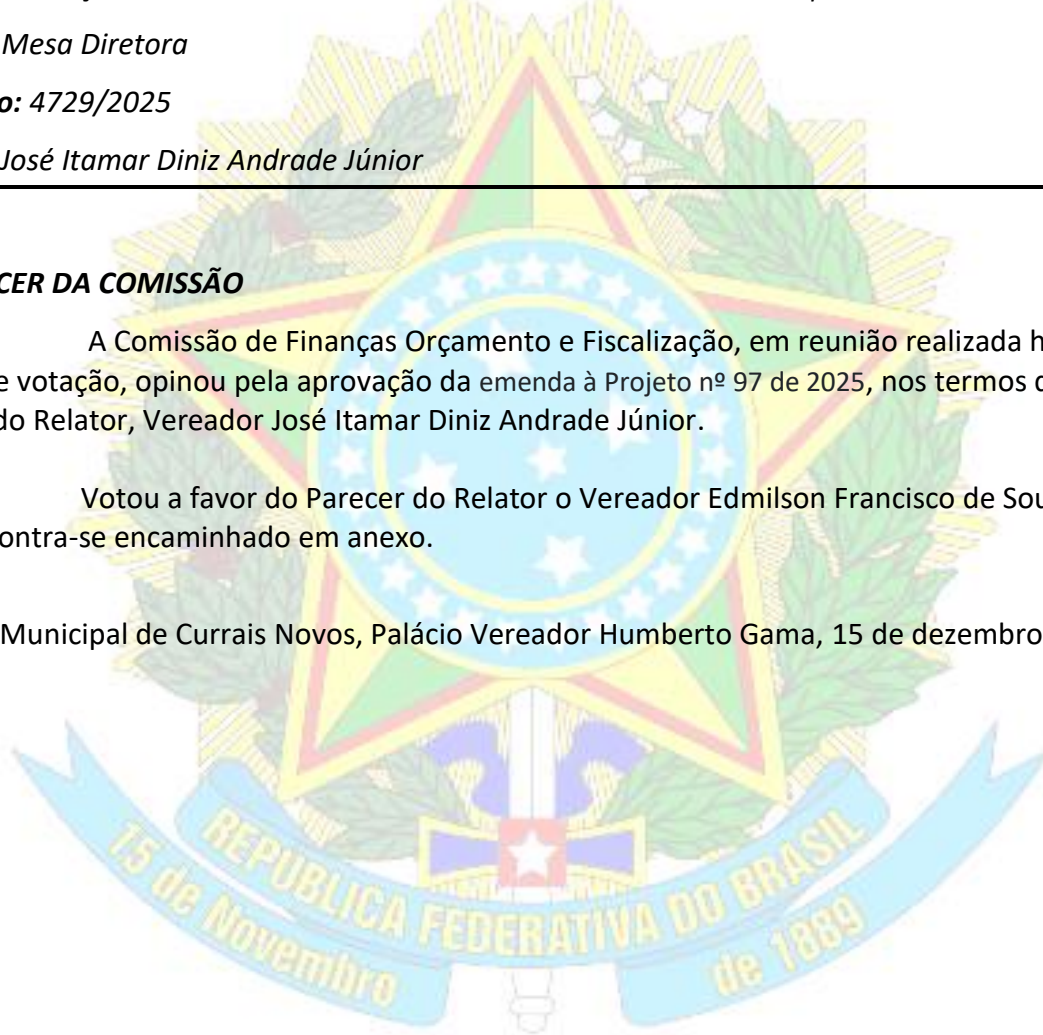 Mesa Diretora
o: 4729/2025
José Itamar Diniz Andrade Júnior
CER DA COMISSÃO
A Comissão de Finanças Orçamento e Fiscalização, em reunião realizada h
e votação, opinou pela aprovação da emenda à Projeto nº 97 de 2025, nos termos
do Relator, Vereador José Itamar Diniz Andrade Júnior.
Votou a favor do Parecer do Relator o Vereador Edmilson Francisco de Sou
ontra-se encaminhado em anexo.
Municipal de Currais Novos, Palácio Vereador Humberto Gama, 15 de dezembro
REPUBLICA FEDERATIVA DO BRASIL
15 de Novembro de 1889